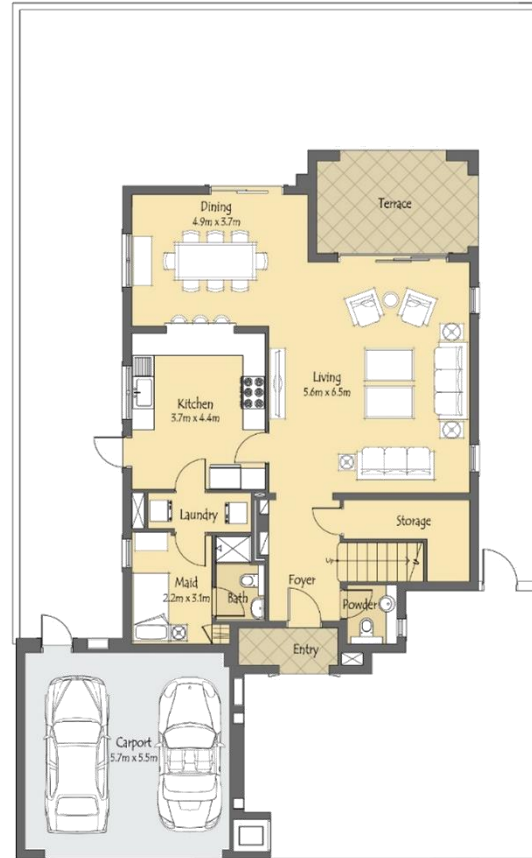 Dining
4.9m x 3.7m
Terrace
Living
5.6m x 6.5m
Kitchen
3.7m x 4.4m
Laundry
Storage
Maid
2.2m x 3.1m
Bath
Foyer
Powder
Entry
Carport
5.7m x 5.5m